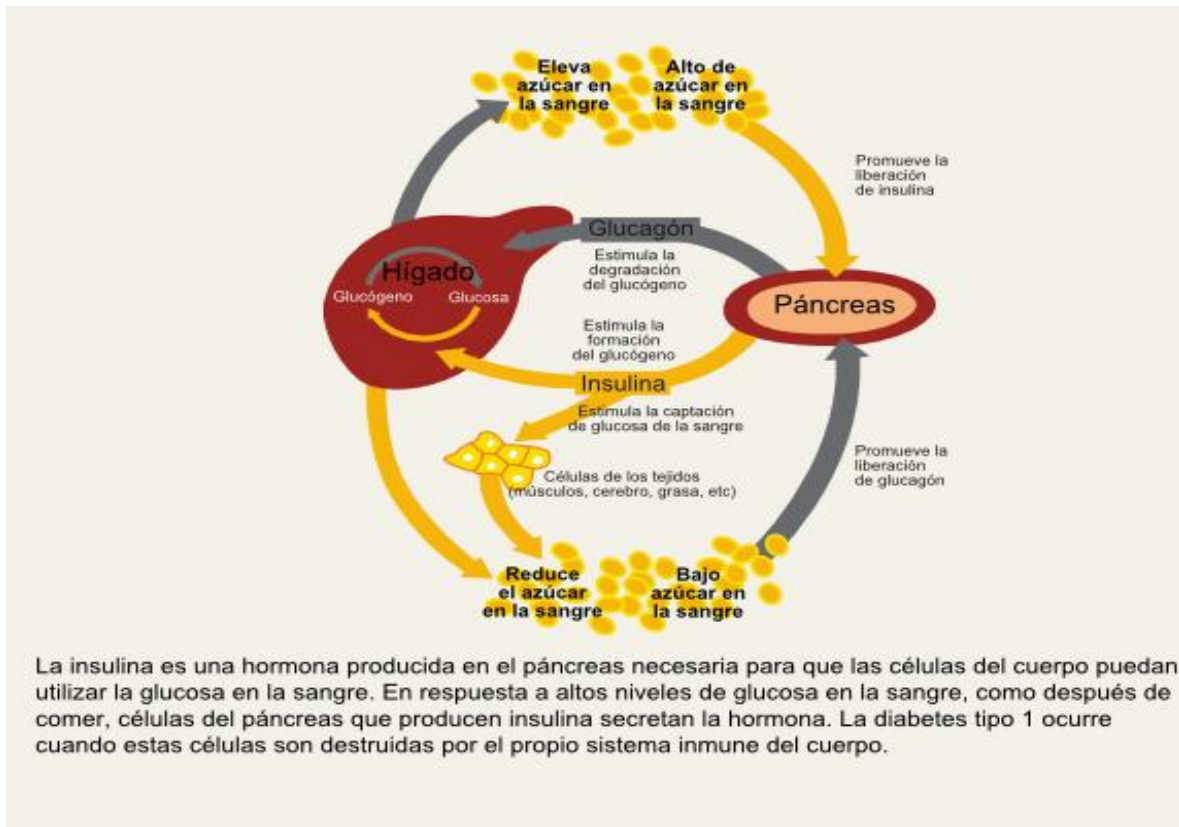 Eleva
azúcar en
la sangre
Alto de
azúcar en
la sangre
Promueve la
liberación
de insulina
Glucagón
Estimula la
degradación
del glucógeno
Hígado
Glucógeno
Glucosa
Páncreas
Estimula la
formación
del glucógeno
Insulina
Estimula la captación
de glucosa de la sangre
Células de los tejidos
(músculos, cerebro, grasa, etc)
Promueve la
liberación
de glucagón
Reduce
el azúcar
en la sangre
Bajo
azúcar en
la sangre
La insulina es una hormona producida en el páncreas necesaria para que las células del cuerpo puedan
utilizar la glucosa en la sangre. En respuesta a altos niveles de glucosa en la sangre, como después de
comer, células del páncreas que producen insulina secretan la hormona. La diabetes tipo 1 ocurre
cuando estas células son destruidas por el propio sistema inmune del cuerpo.